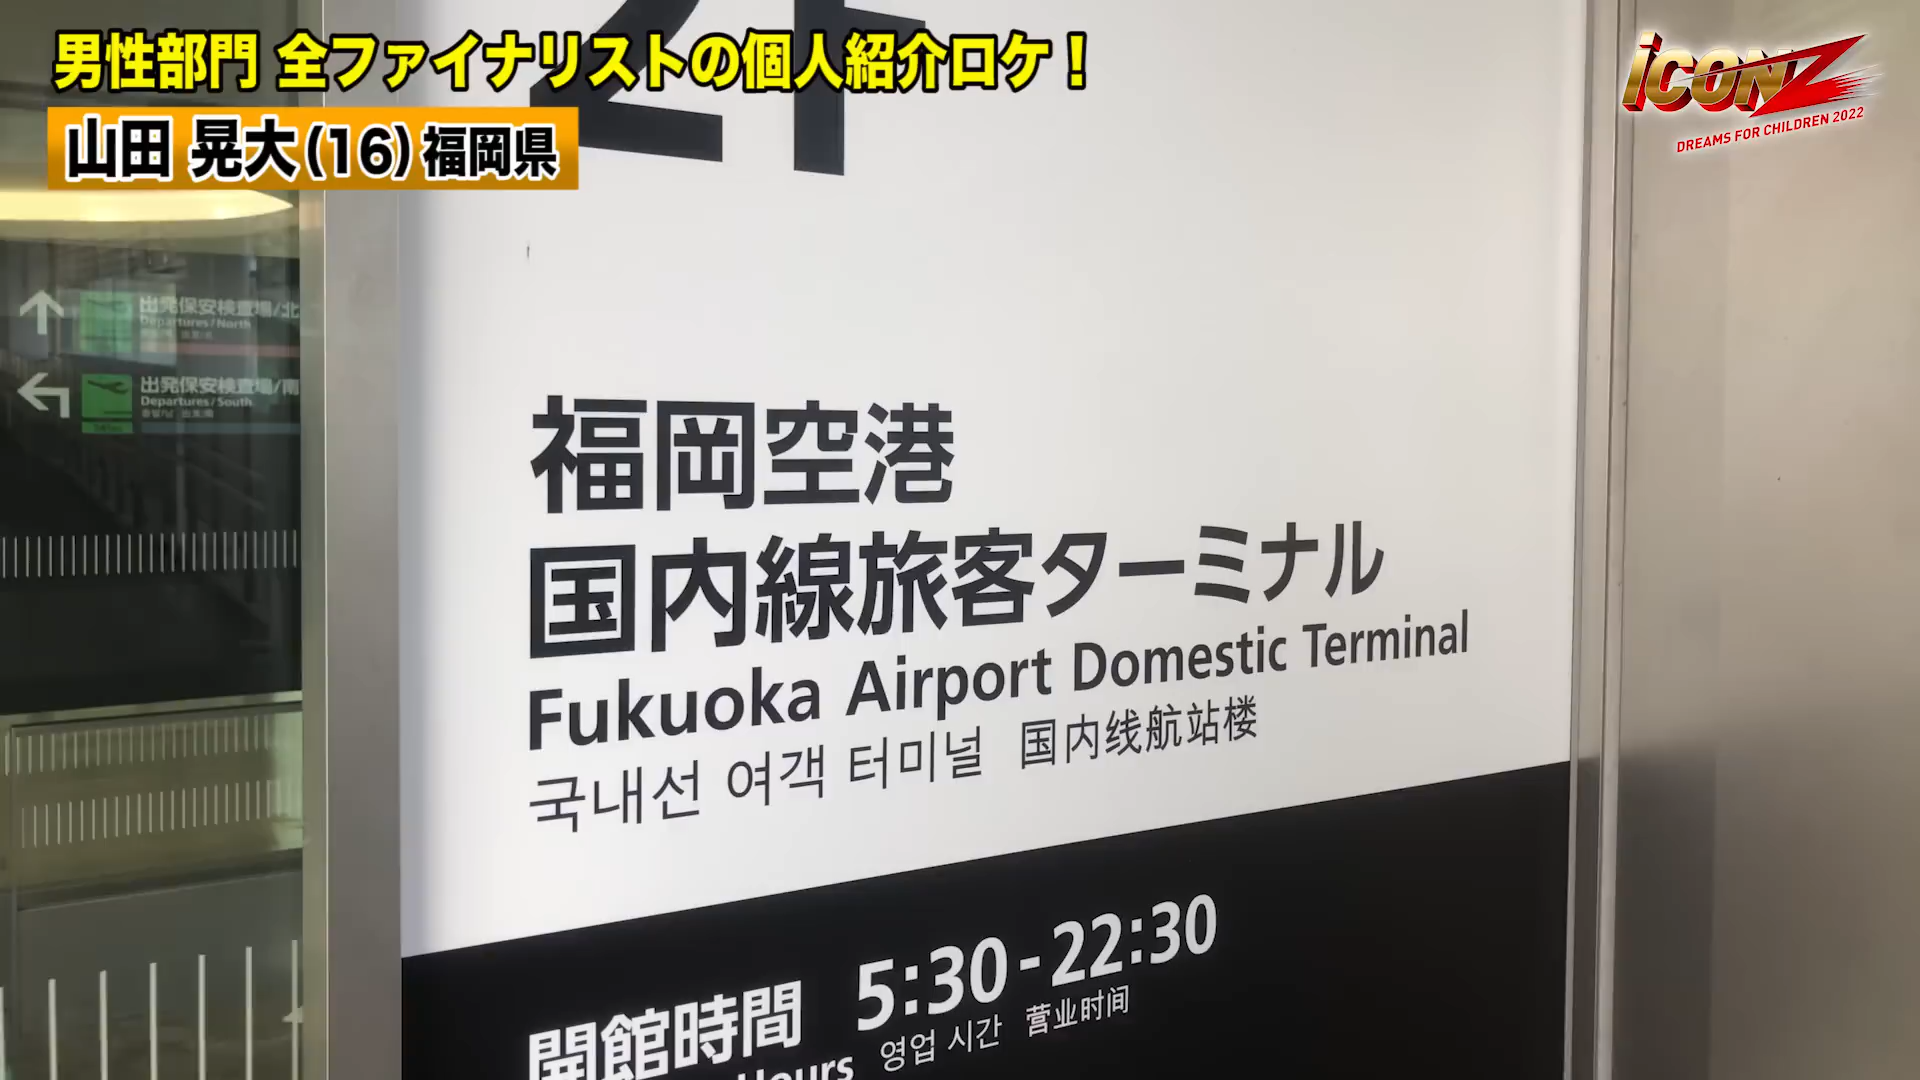 男性部門 全ファイナリストの個人紹介ロケ！
山田 晃大(16)福岡県
iCONZ
DREAMS FOR CHILDREN 2022
2F
出発保安検査場/北
Departures/North
出発保安検査場/南
Departures/South
福岡空港
国内線旅客ターミナル
Fukuoka Airport Domestic Terminal
국내선 여객 터미널 国内线航站楼
開館時間 5:30-22:30
Hours 영업 시간 营业时间